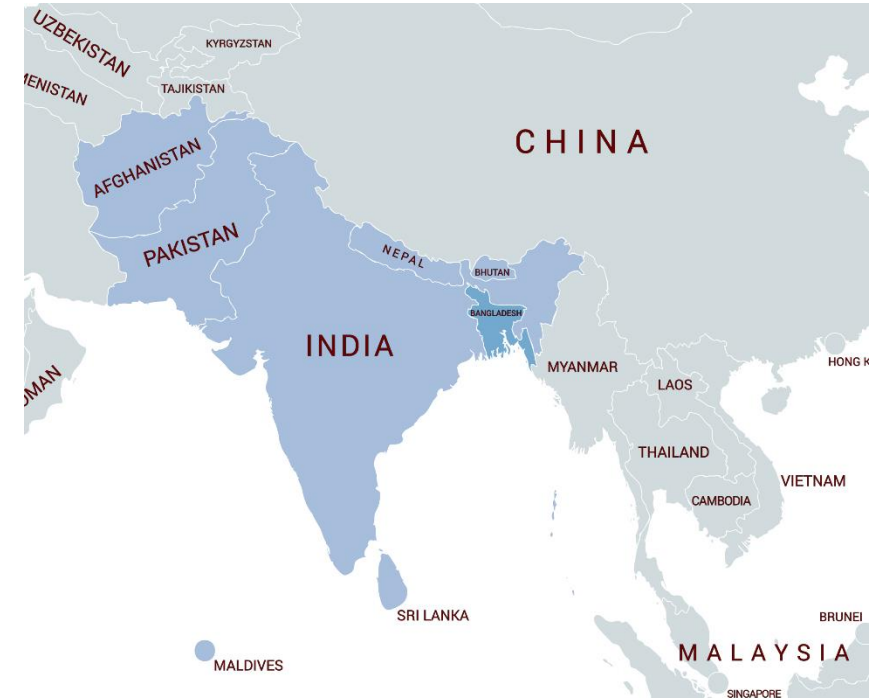 UZBEKISTAN
KYRGYZSTAN
MENISTAN
TAJIKISTAN
CHINA
AFGHANISTAN
PAKISTAN
NEPAL
BHUTAN
BANGLADESH
INDIA
OMAN
MYANMAR
HONG K
LAOS
THAILAND
VIETNAM
CAMBODIA
SRI LANKA
BRUNEI
MALAYSIA
MALDIVES
SINGAPORE